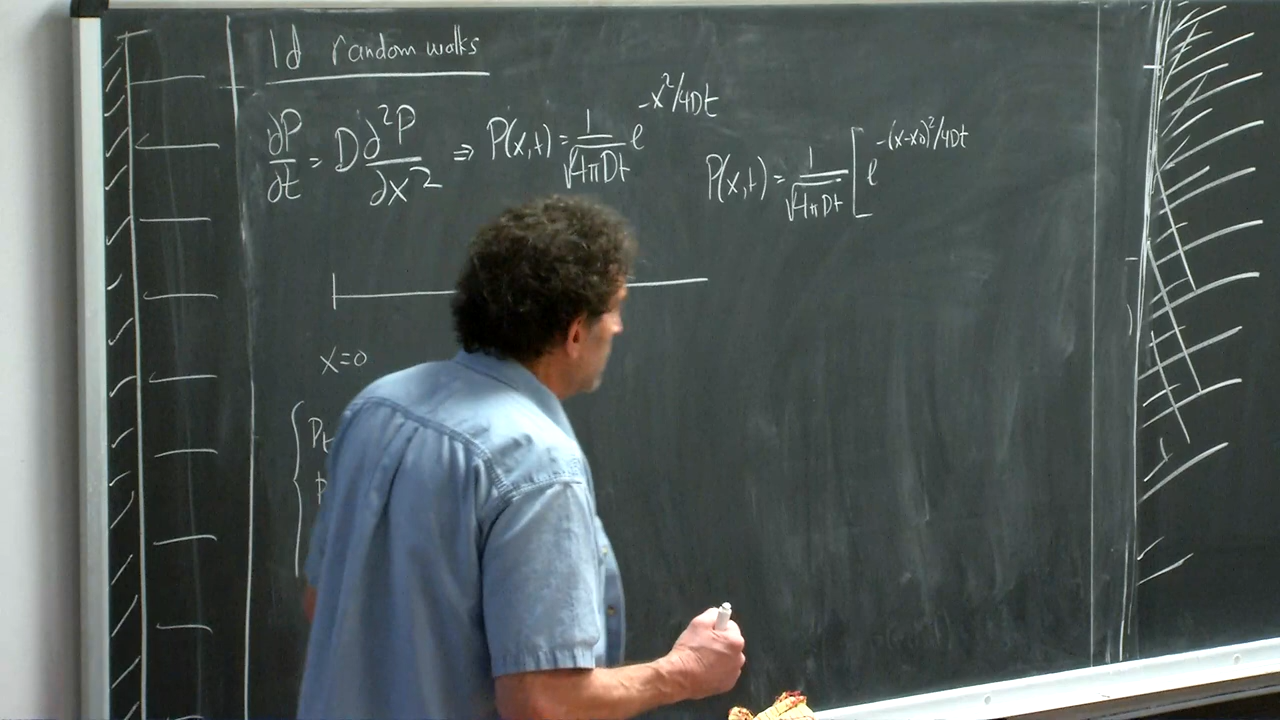 1d random walks
∂P/∂t = D ∂²P/∂x² ⇒ P(x,t) = 1/√4πDt e^-x²/4Dt
P(x,t) = 1/√4πDt [ e^-(x-x0)²/4Dt
x=0